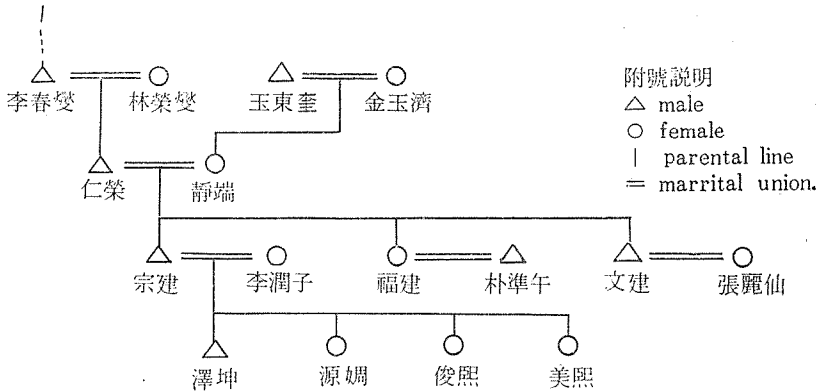 李春燮 林榮燮 玉東奎 金玉濟
附號説明
△ male
○ female
| parental line
= marrital union.
仁榮 靜端
宗建 李潤子 福建 朴準午 文建 張麗仙
澤坤 源嫺 俊熙 美熙